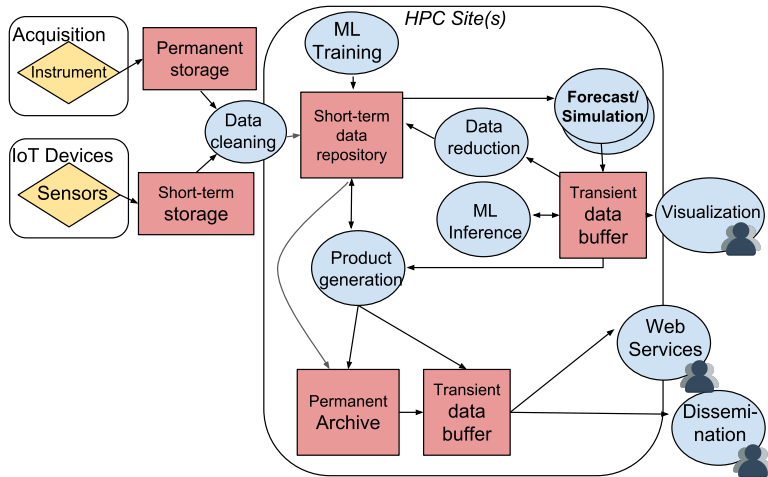 HPC Site(s)
Acquisition
Instrument
Permanent
storage
IoT Devices
Sensors
Short-term
storage
Data
cleaning
ML
Training
Short-term
data
repository
Forecast/
Simulation
Data
reduction
ML
Inference
Transient
data
buffer
Visualization
Product
generation
Permanent
Archive
Transient
data
buffer
Web
Services
Dissemi-
nation